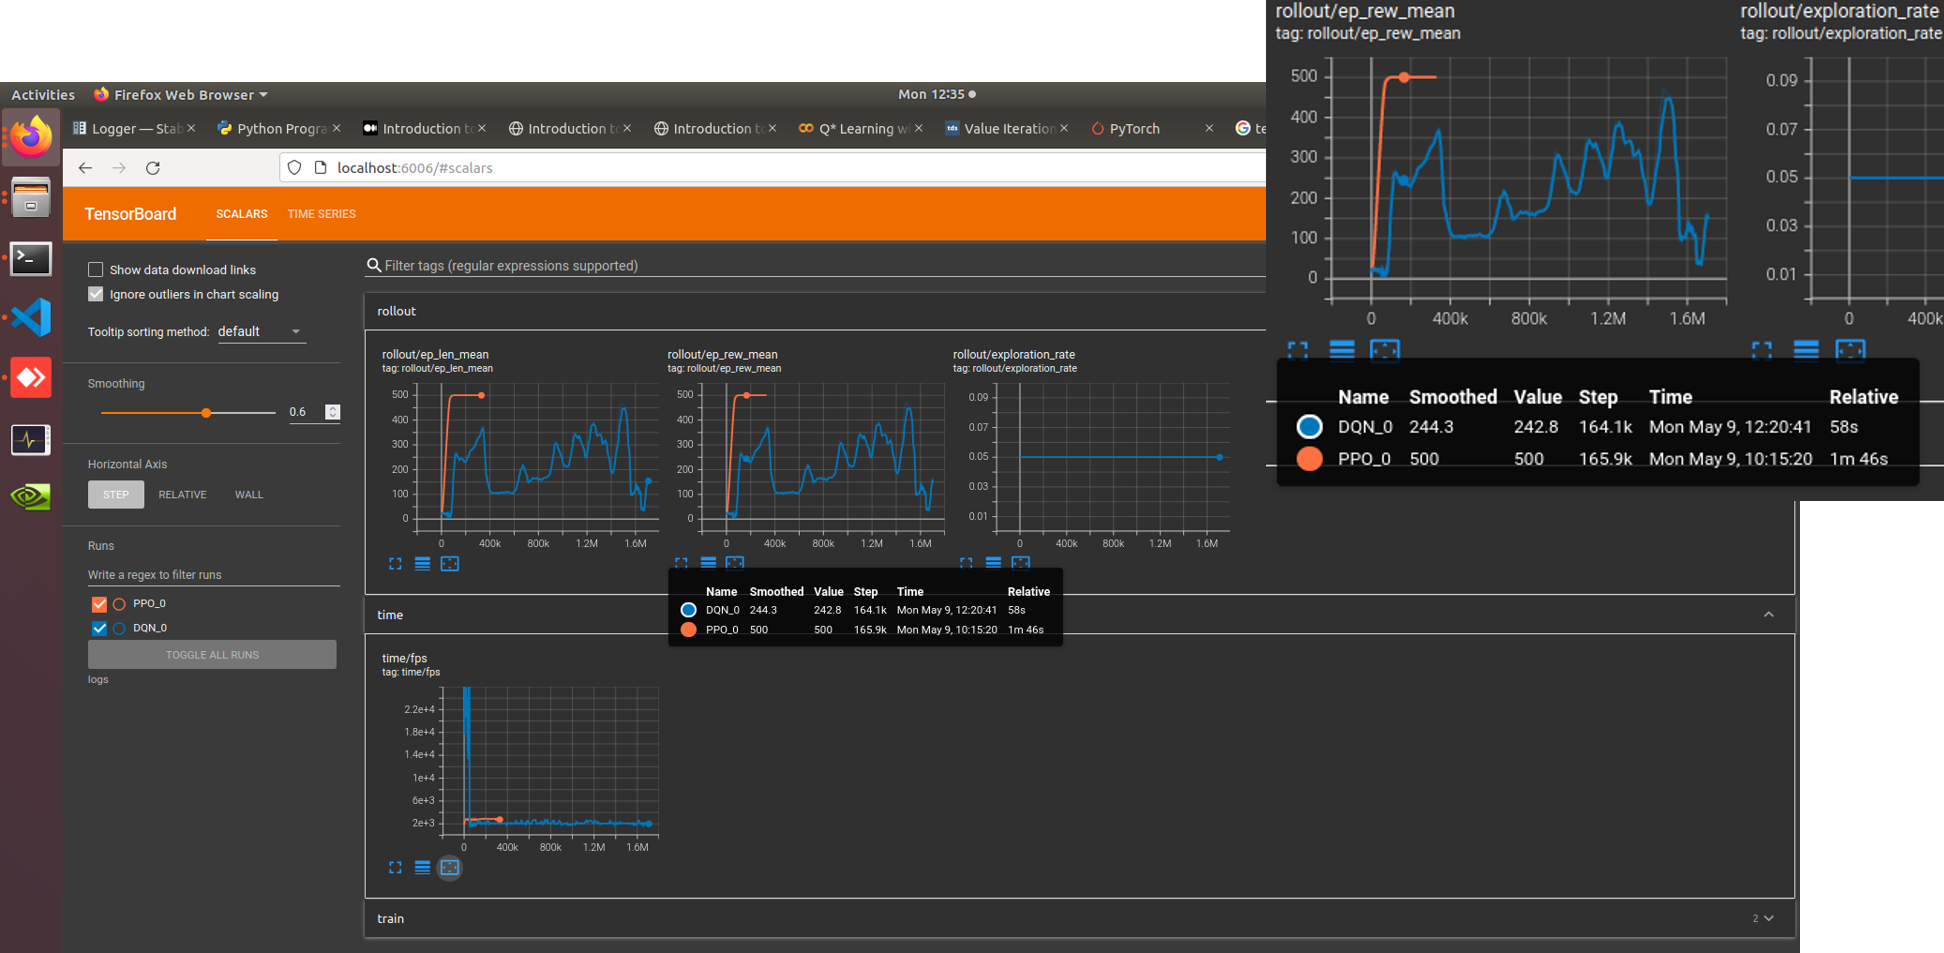 Activities Firefox Web Browser Mon 12:35
Logger — Stab Python Progra Introduction to Introduction to Introduction to Q* Learning wi tds Value Iteration PyTorch te
localhost:6006/#scalars
TensorBoard SCALARS TIME SERIES
Show data download links
Ignore outliers in chart scaling
Tooltip sorting method: default
Smoothing
0.6
Horizontal Axis
STEP RELATIVE WALL
Runs
Write a regex to filter runs
PPO_0
DQN_0
TOGGLE ALL RUNS
logs
Filter tags (regular expressions supported)
rollout
rollout/ep_len_mean
tag: rollout/ep_len_mean
500
400
300
200
100
0
0 400k 800k 1.2M 1.6M
rollout/ep_rew_mean
tag: rollout/ep_rew_mean
500
400
300
200
100
0
0 400k 800k 1.2M 1.6M
rollout/exploration_rate
tag: rollout/exploration_rate
0.09
0.07
0.05
0.03
0.01
0 400k 800k 1.2M 1.6M
Name Smoothed Value Step Time Relative
DQN_0 244.3 242.8 164.1k Mon May 9, 12:20:41 58s
PPO_0 500 500 165.9k Mon May 9, 10:15:20 1m 46s
time
time/fps
tag: time/fps
2.2e+4
1.8e+4
1.4e+4
1e+4
6e+3
2e+3
0 400k 800k 1.2M 1.6M
train 2
rollout/ep_rew_mean
tag: rollout/ep_rew_mean
500
400
300
200
100
0
0 400k 800k 1.2M 1.6M
rollout/exploration_rate
tag: rollout/exploration_rate
0.09
0.07
0.05
0.03
0.01
0 400k
Name Smoothed Value Step Time Relative
DQN_0 244.3 242.8 164.1k Mon May 9, 12:20:41 58s
PPO_0 500 500 165.9k Mon May 9, 10:15:20 1m 46s